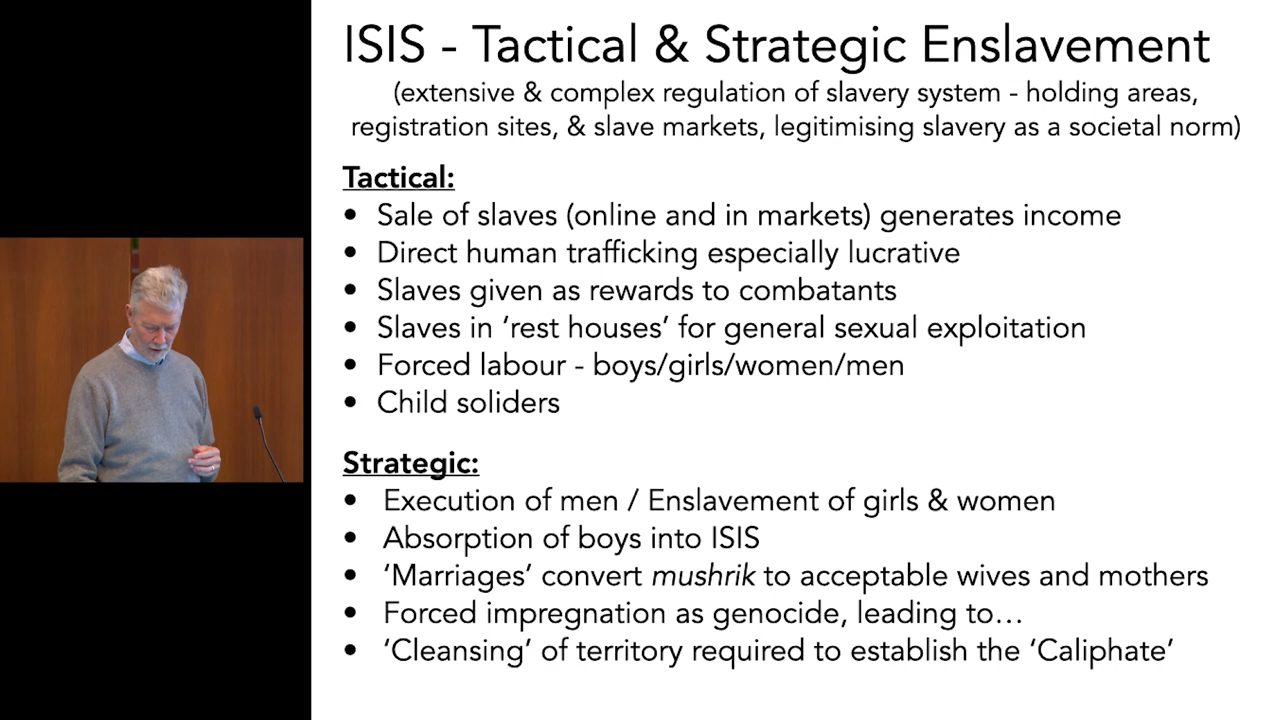 ISIS - Tactical & Strategic Enslavement
(extensive & complex regulation of slavery system - holding areas,
registration sites, & slave markets, legitimising slavery as a societal norm)
Tactical:
• Sale of slaves (online and in markets) generates income
• Direct human trafficking especially lucrative
• Slaves given as rewards to combatants
• Slaves in ‘rest houses’ for general sexual exploitation
• Forced labour - boys/girls/women/men
• Child soliders
Strategic:
• Execution of men / Enslavement of girls & women
• Absorption of boys into ISIS
• ‘Marriages’ convert mushrik to acceptable wives and mothers
• Forced impregnation as genocide, leading to…
• ‘Cleansing’ of territory required to establish the ‘Caliphate’